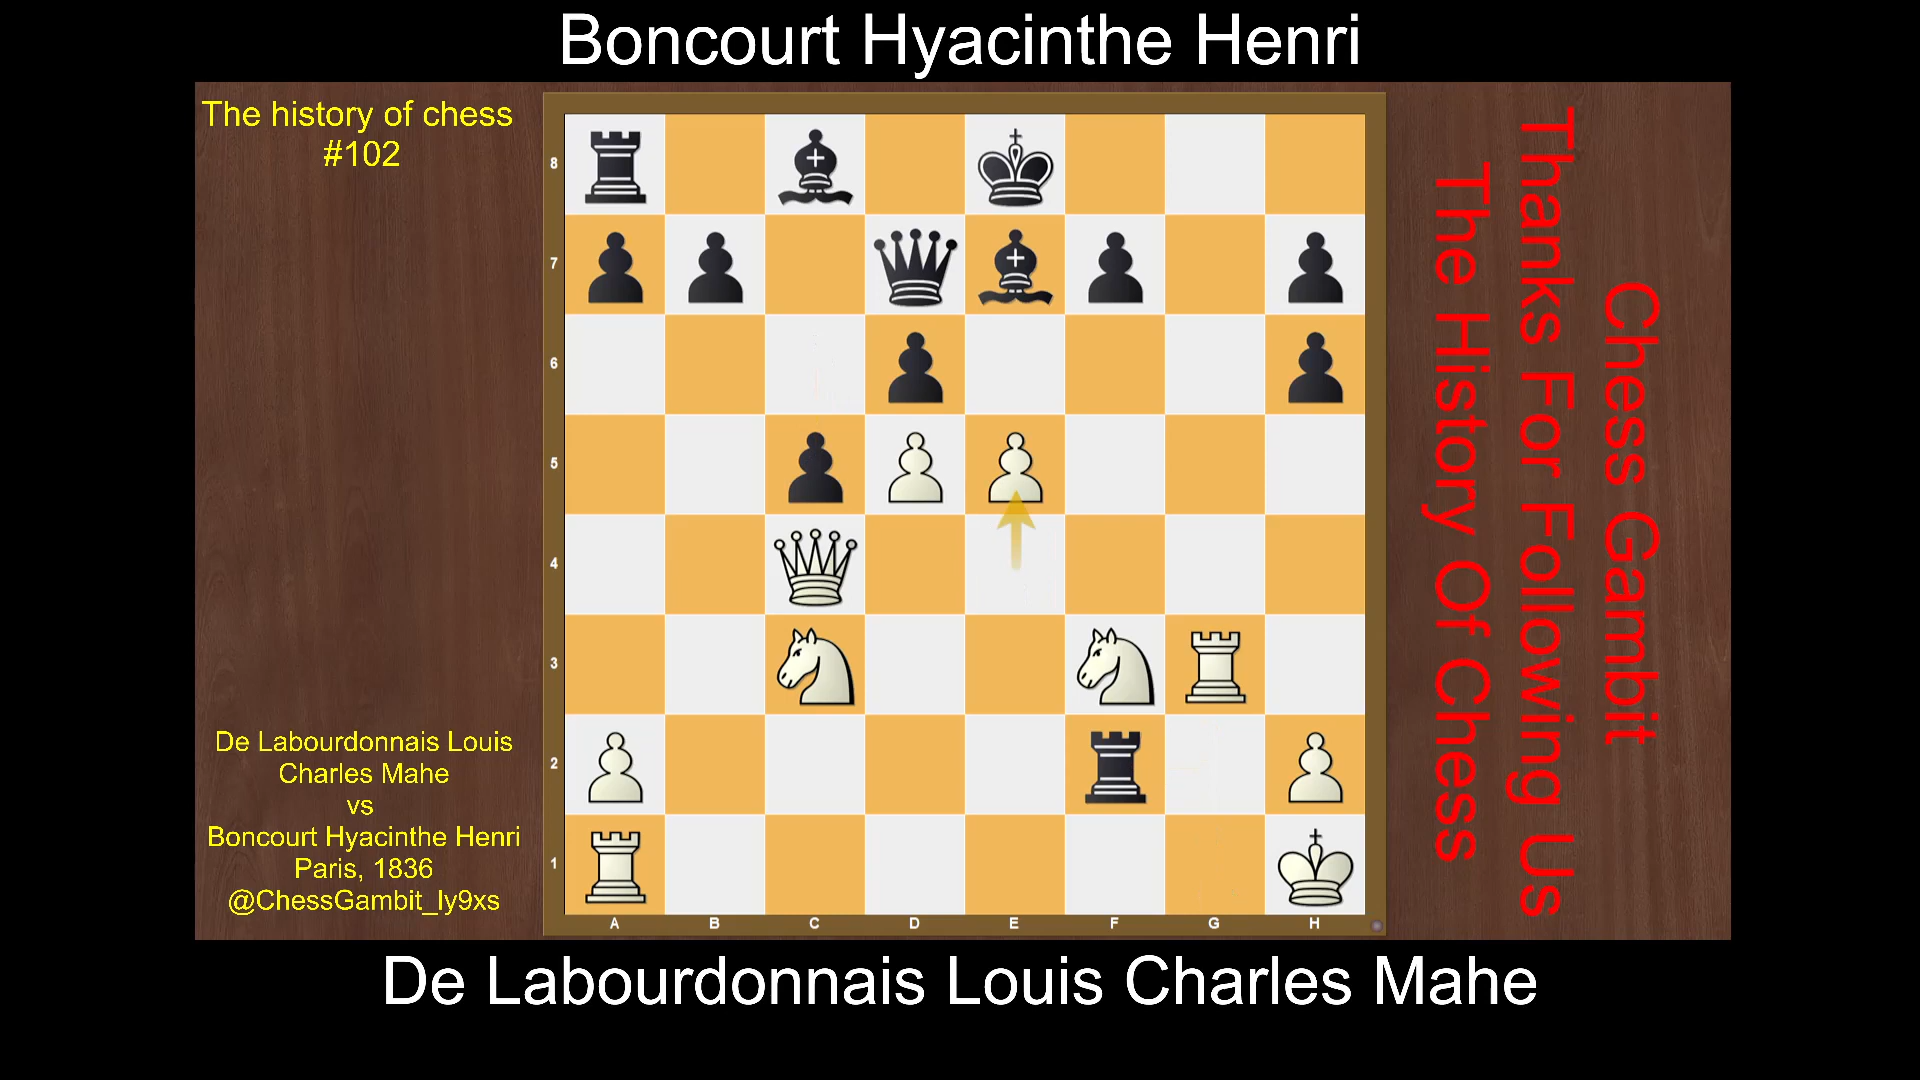 Boncourt Hyacinthe Henri
The history of chess
#102
8
7
6
5
4
3
2
1
A B C D E F G H
De Labourdonnais Louis
Charles Mahe
vs
Boncourt Hyacinthe Henri
Paris, 1836
@ChessGambit_ly9xs
Chess Gambit
Thanks For Following Us
The History Of Chess
De Labourdonnais Louis Charles Mahe